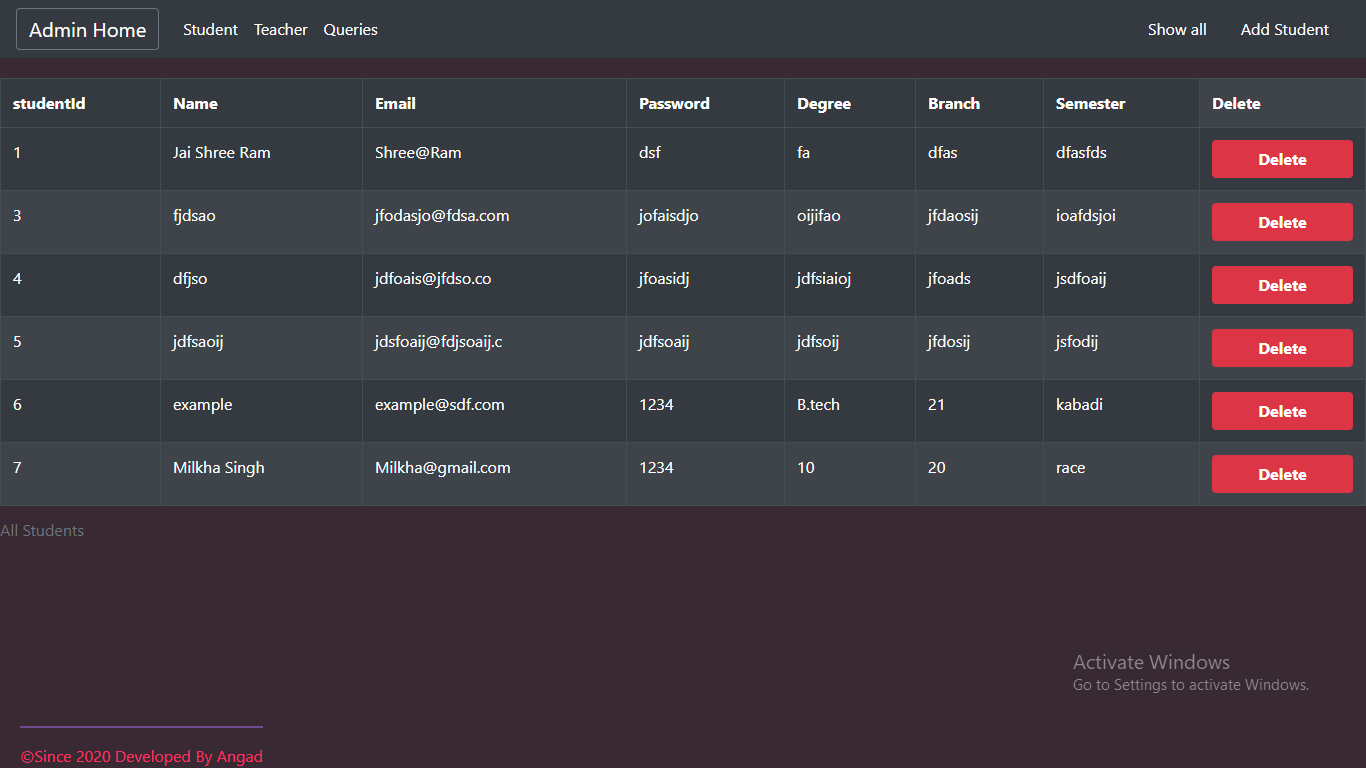 Admin Home Student Teacher Queries Show all Add Student
studentId Name Email Password Degree Branch Semester Delete
1 Jai Shree Ram Shree@Ram dsf fa dfas dfasfds Delete
3 fjdsao jfodasjo@fdsa.com jofaisdjo oijifao jfdaosij ioafdsjoi Delete
4 dfjso jdfoais@jfdso.co jfoasidj jdfsiaioj jfoads jsdfoaij Delete
5 jdfsaoij jdsfoaij@fdjsoaij.c jdfsoaij jdfsoij jfdosij jsfodij Delete
6 example example@sdf.com 1234 B.tech 21 kabadi Delete
7 Milkha Singh Milkha@gmail.com 1234 10 20 race Delete
All Students
Activate Windows
Go to Settings to activate Windows.
©Since 2020 Developed By Angad